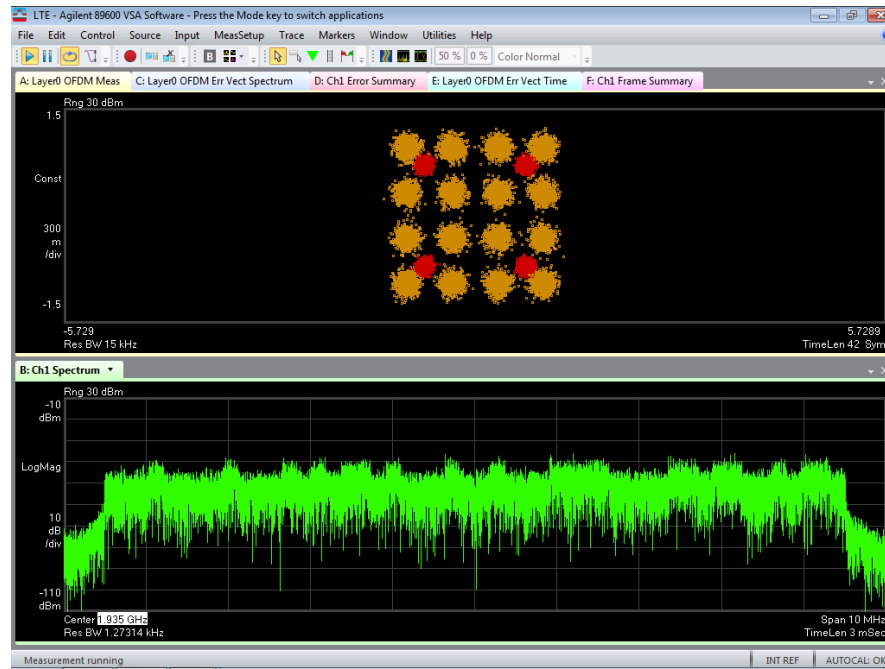 LTE - Agilent 89600 VSA Software - Press the Mode key to switch applications
File Edit Control Source Input MeasSetup Trace Markers Window Utilities Help
50 % 0 % Color Normal
A: Layer0 OFDM Meas C: Layer0 OFDM Err Vect Spectrum D: Ch1 Error Summary E: Layer0 OFDM Err Vect Time F: Ch1 Frame Summary
Rng 30 dBm
1.5
Const
300
m
/div
-1.5
-5.729 5.7289
Res BW 15 kHz TimeLen 42 Sym
B: Ch1 Spectrum
Rng 30 dBm
-10
dBm
LogMag
10
dB
/div
-110
dBm
Center 1.935 GHz Span 10 MHz
Res BW 1.27314 kHz TimeLen 3 mSec
Measurement running INT REF AUTOCAL: OK